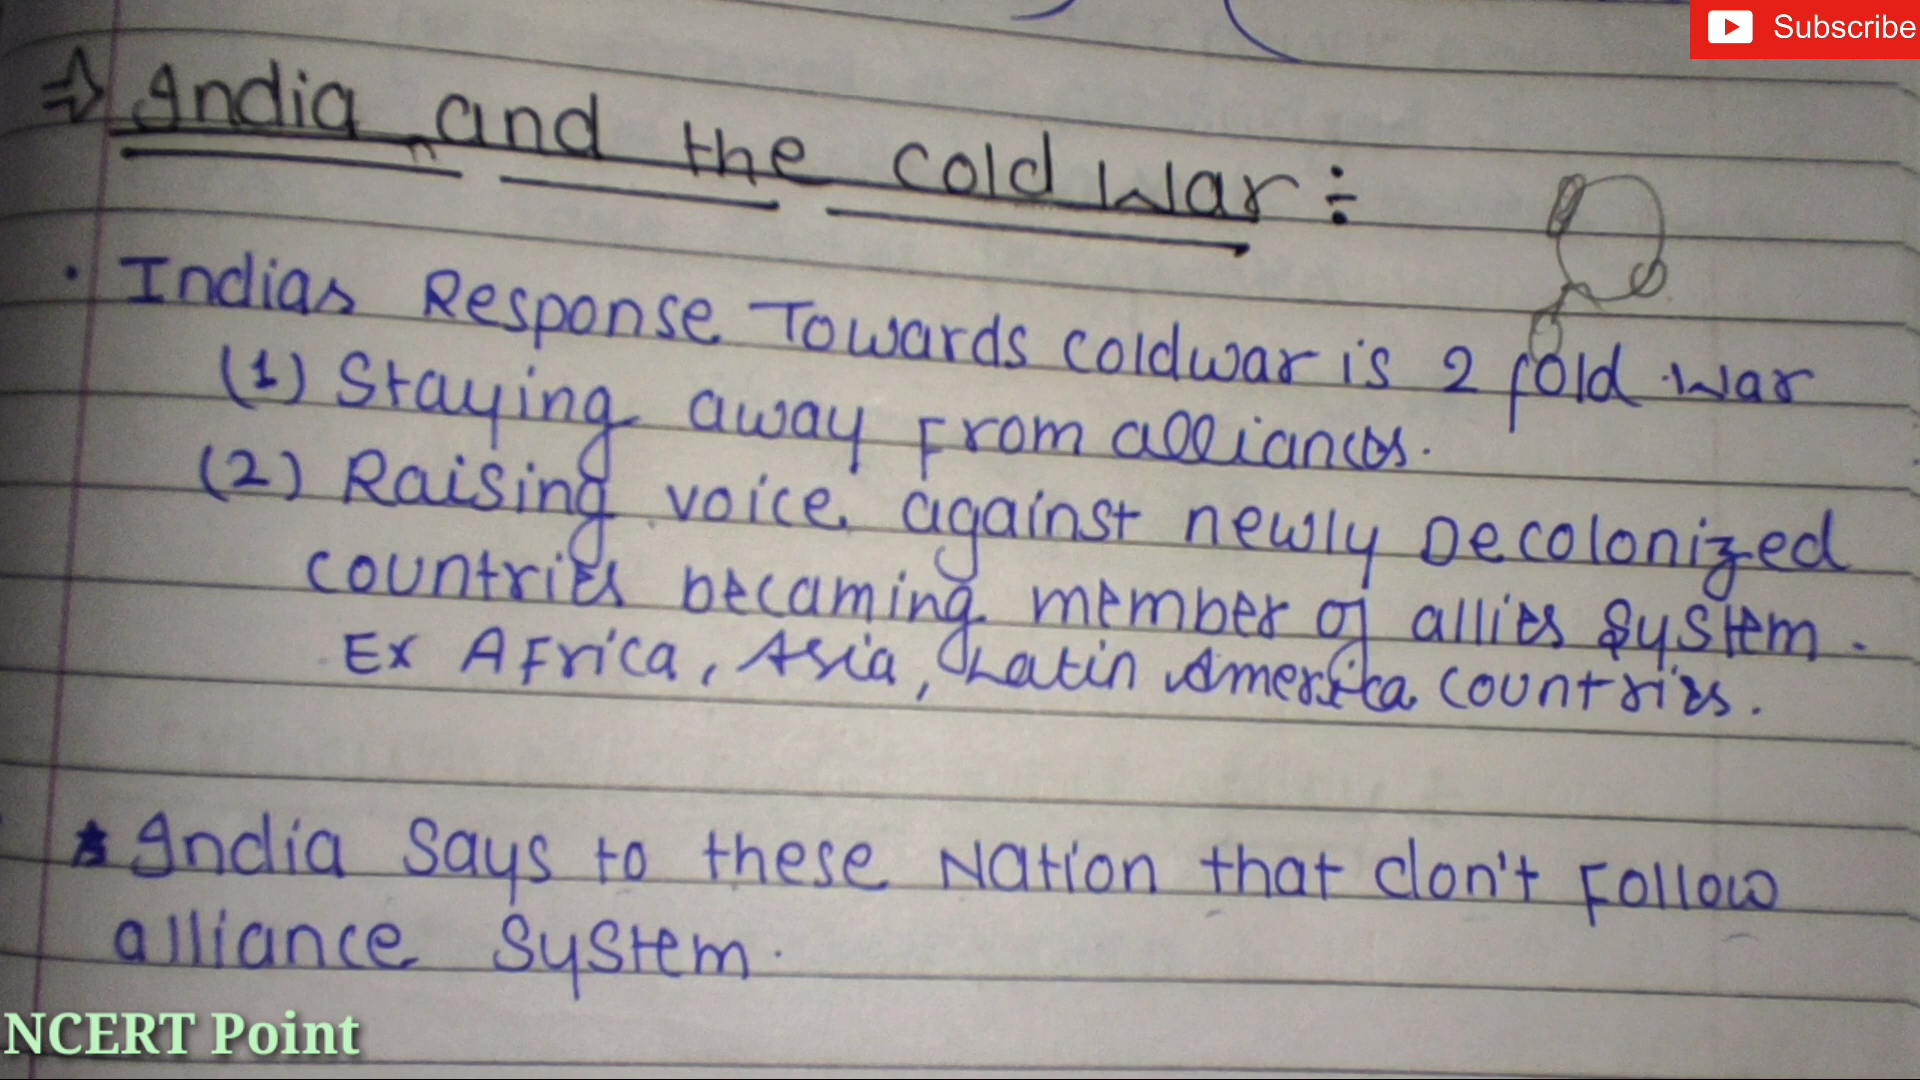 Subscribe
⇒ India and the cold War ÷
• Indias Response Towards coldwar is 2 fold war
(1) Staying away From alliances.
(2) Raising voice against newly Decolonized
countries becaming member of allies system.
Ex Africa, Asia, Latin America countries.
★ India says to these Nation that don't Follow
alliance system.
NCERT Point